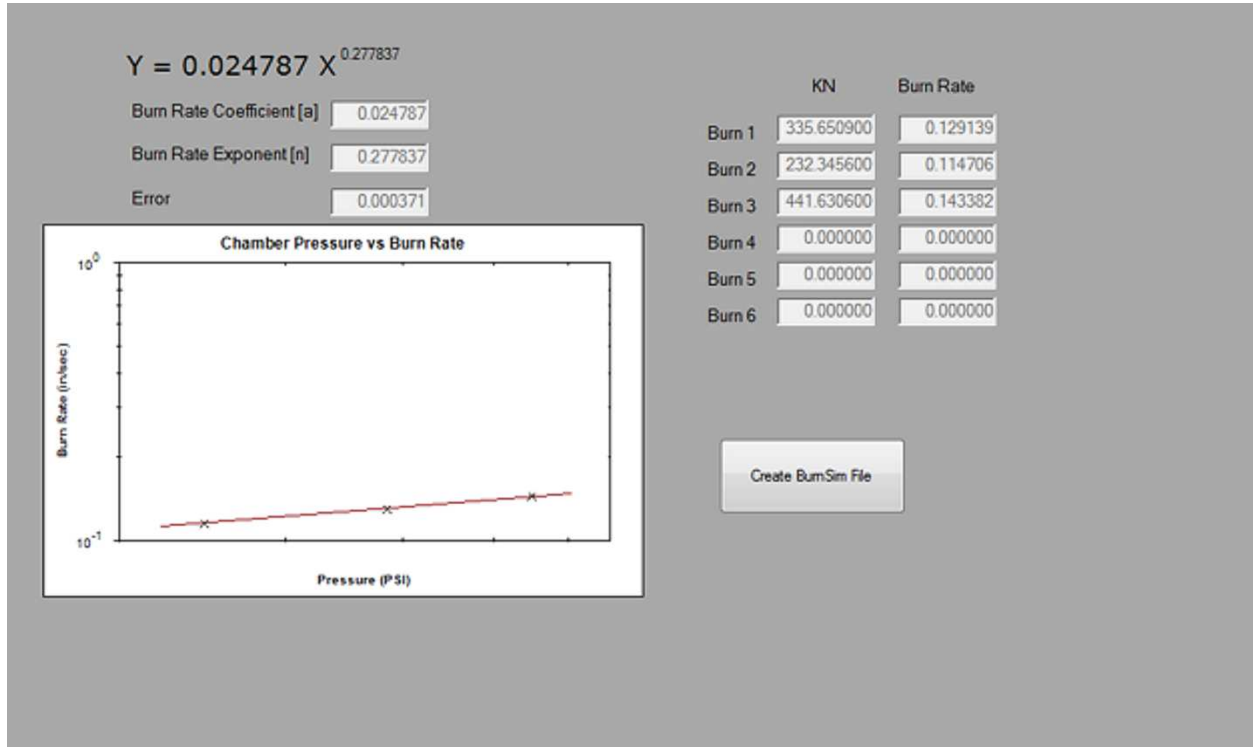 Y = 0.024787 X^0.277837
Burn Rate Coefficient [a] 0.024787
Burn Rate Exponent [n] 0.277837
Error 0.000371
KN Burn Rate
Burn 1 335.650900 0.129139
Burn 2 232.345600 0.114706
Burn 3 441.630600 0.143382
Burn 4 0.000000 0.000000
Burn 5 0.000000 0.000000
Burn 6 0.000000 0.000000
Chamber Pressure vs Burn Rate
10^0
Burn Rate (in/sec)
10^-1
Pressure (PSI)
Create BurnSim File